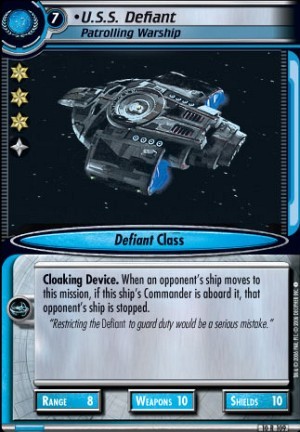 7
•U.S.S. Defiant
Patrolling Warship
Defiant Class
Cloaking Device. When an opponent's ship moves to
this mission, if this ship's Commander is aboard it, that
opponent's ship is stopped.
"Restricting the Defiant to guard duty would be a serious mistake."
RANGE 8
WEAPONS 10
SHIELDS 10
10 R 109